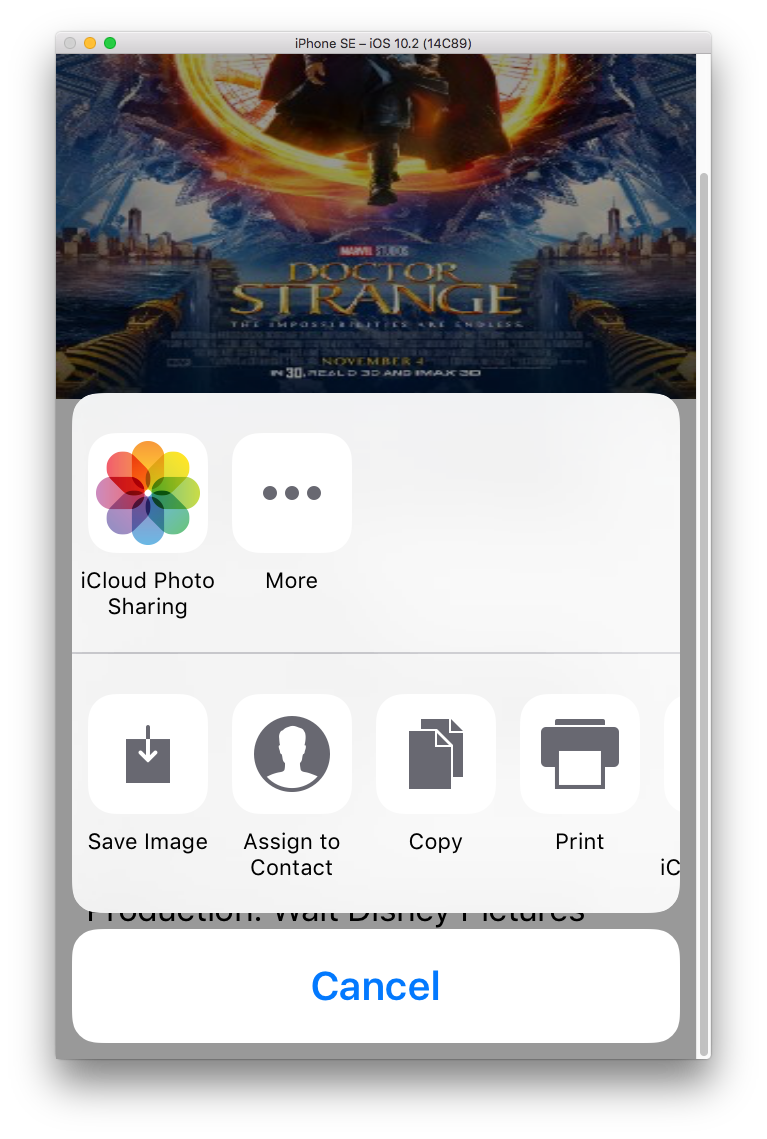 iPhone SE – iOS 10.2 (14C89)
MARVEL STUDIOS
DOCTOR
STRANGE
THE IMPOSSIBILITIES ARE ENDLESS.
NOVEMBER 4
IN 3D, REAL D 3D AND IMAX 3D
iCloud Photo
Sharing
More
Save Image
Assign to
Contact
Copy
Print
iC
Production: Walt Disney Pictures
Cancel